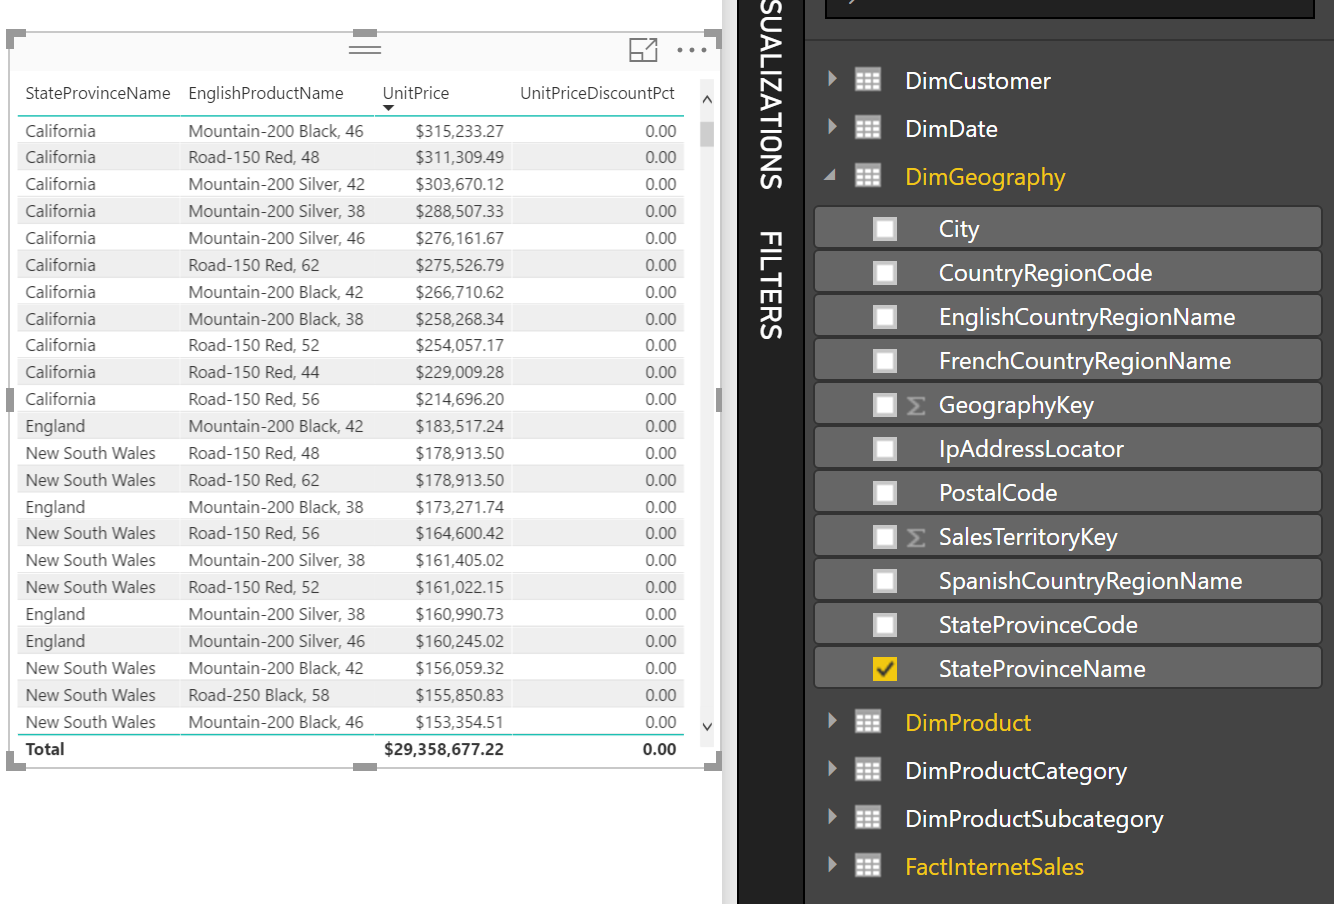 StateProvinceName EnglishProductName UnitPrice UnitPriceDiscountPct
California Mountain-200 Black, 46 $315,233.27 0.00
California Road-150 Red, 48 $311,309.49 0.00
California Mountain-200 Silver, 42 $303,670.12 0.00
California Mountain-200 Silver, 38 $288,507.33 0.00
California Mountain-200 Silver, 46 $276,161.67 0.00
California Road-150 Red, 62 $275,526.79 0.00
California Mountain-200 Black, 42 $266,710.62 0.00
California Mountain-200 Black, 38 $258,268.34 0.00
California Road-150 Red, 52 $254,057.17 0.00
California Road-150 Red, 44 $229,009.28 0.00
California Road-150 Red, 56 $214,696.20 0.00
England Mountain-200 Black, 42 $183,517.24 0.00
New South Wales Road-150 Red, 48 $178,913.50 0.00
New South Wales Road-150 Red, 62 $178,913.50 0.00
England Mountain-200 Black, 38 $173,271.74 0.00
New South Wales Road-150 Red, 56 $164,600.42 0.00
New South Wales Mountain-200 Silver, 38 $161,405.02 0.00
New South Wales Road-150 Red, 52 $161,022.15 0.00
England Mountain-200 Silver, 38 $160,990.73 0.00
England Mountain-200 Silver, 46 $160,245.02 0.00
New South Wales Mountain-200 Black, 42 $156,059.32 0.00
New South Wales Road-250 Black, 58 $155,850.83 0.00
New South Wales Mountain-200 Black, 46 $153,354.51 0.00
Total $29,358,677.22 0.00
SUALIZATIONS
FILTERS
DimCustomer
DimDate
DimGeography
City
CountryRegionCode
EnglishCountryRegionName
FrenchCountryRegionName
Σ GeographyKey
IpAddressLocator
PostalCode
Σ SalesTerritoryKey
SpanishCountryRegionName
StateProvinceCode
StateProvinceName
DimProduct
DimProductCategory
DimProductSubcategory
FactInternetSales